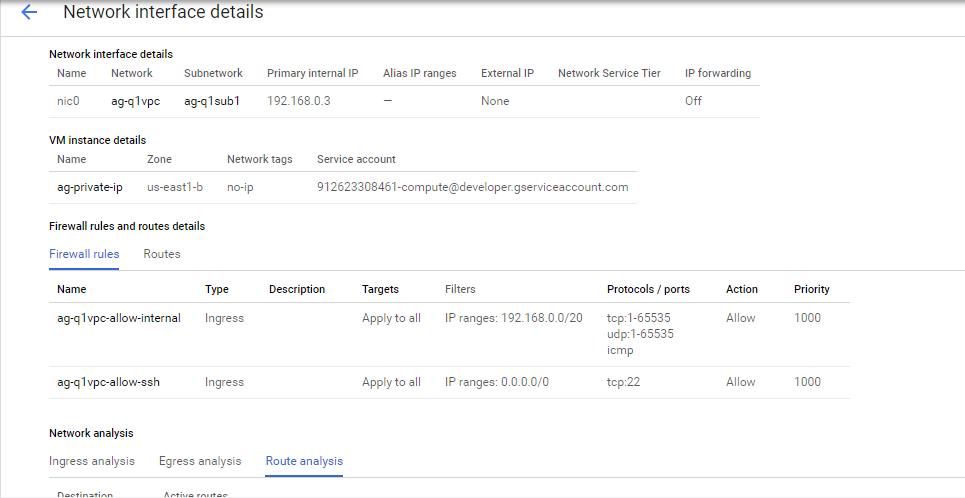 Network interface details
Network interface details
Name Network Subnetwork Primary internal IP Alias IP ranges External IP Network Service Tier IP forwarding
nic0 ag-q1vpc ag-q1sub1 192.168.0.3 — None Off
VM instance details
Name Zone Network tags Service account
ag-private-ip us-east1-b no-ip 912623308461-compute@developer.gserviceaccount.com
Firewall rules and routes details
Firewall rules Routes
Name Type Description Targets Filters Protocols / ports Action Priority
ag-q1vpc-allow-internal Ingress Apply to all IP ranges: 192.168.0.0/20 tcp:1-65535 Allow 1000
udp:1-65535
icmp
ag-q1vpc-allow-ssh Ingress Apply to all IP ranges: 0.0.0.0/0 tcp:22 Allow 1000
Network analysis
Ingress analysis Egress analysis Route analysis
Destination Active routes